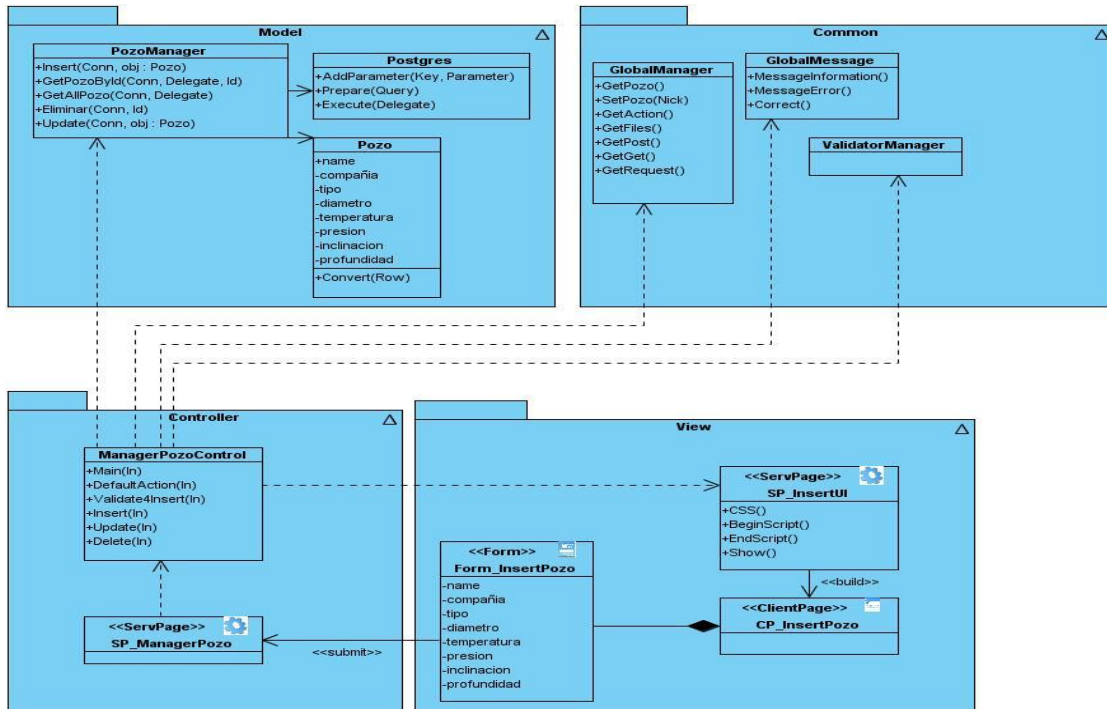 Model
PozoManager
+Insert(Conn, obj : Pozo)
+GetPozoById(Conn, Delegate, Id)
+GetAllPozo(Conn, Delegate)
+Eliminar(Conn, Id)
+Update(Conn, obj : Pozo)
Postgres
+AddParameter(Key, Parameter)
+Prepare(Query)
+Execute(Delegate)
Pozo
+name
-compañia
-tipo
-diametro
-temperatura
-presion
-inclinacion
-profundidad
+Convert(Row)
Common
GlobalManager
+GetPozo()
+SetPozo(Nick)
+GetAction()
+GetFiles()
+GetPost()
+GetGet()
+GetRequest()
GlobalMessage
+MessageInformation()
+MessageError()
+Correct()
ValidatorManager
Controller
ManagerPozoControl
+Main(In)
+DefaultAction(In)
+Validate4Insert(In)
+Insert(In)
+Update(In)
+Delete(In)
<<ServPage>>
SP_ManagerPozo
<<submit>>
View
<<Form>>
Form_InsertPozo
-name
-compañia
-tipo
-diametro
-temperatura
-presion
-inclinacion
-profundidad
<<ServPage>>
SP_InsertUI
+CSS()
+BeginScript()
+EndScript()
+Show()
<<build>>
<<ClientPage>>
CP_InsertPozo